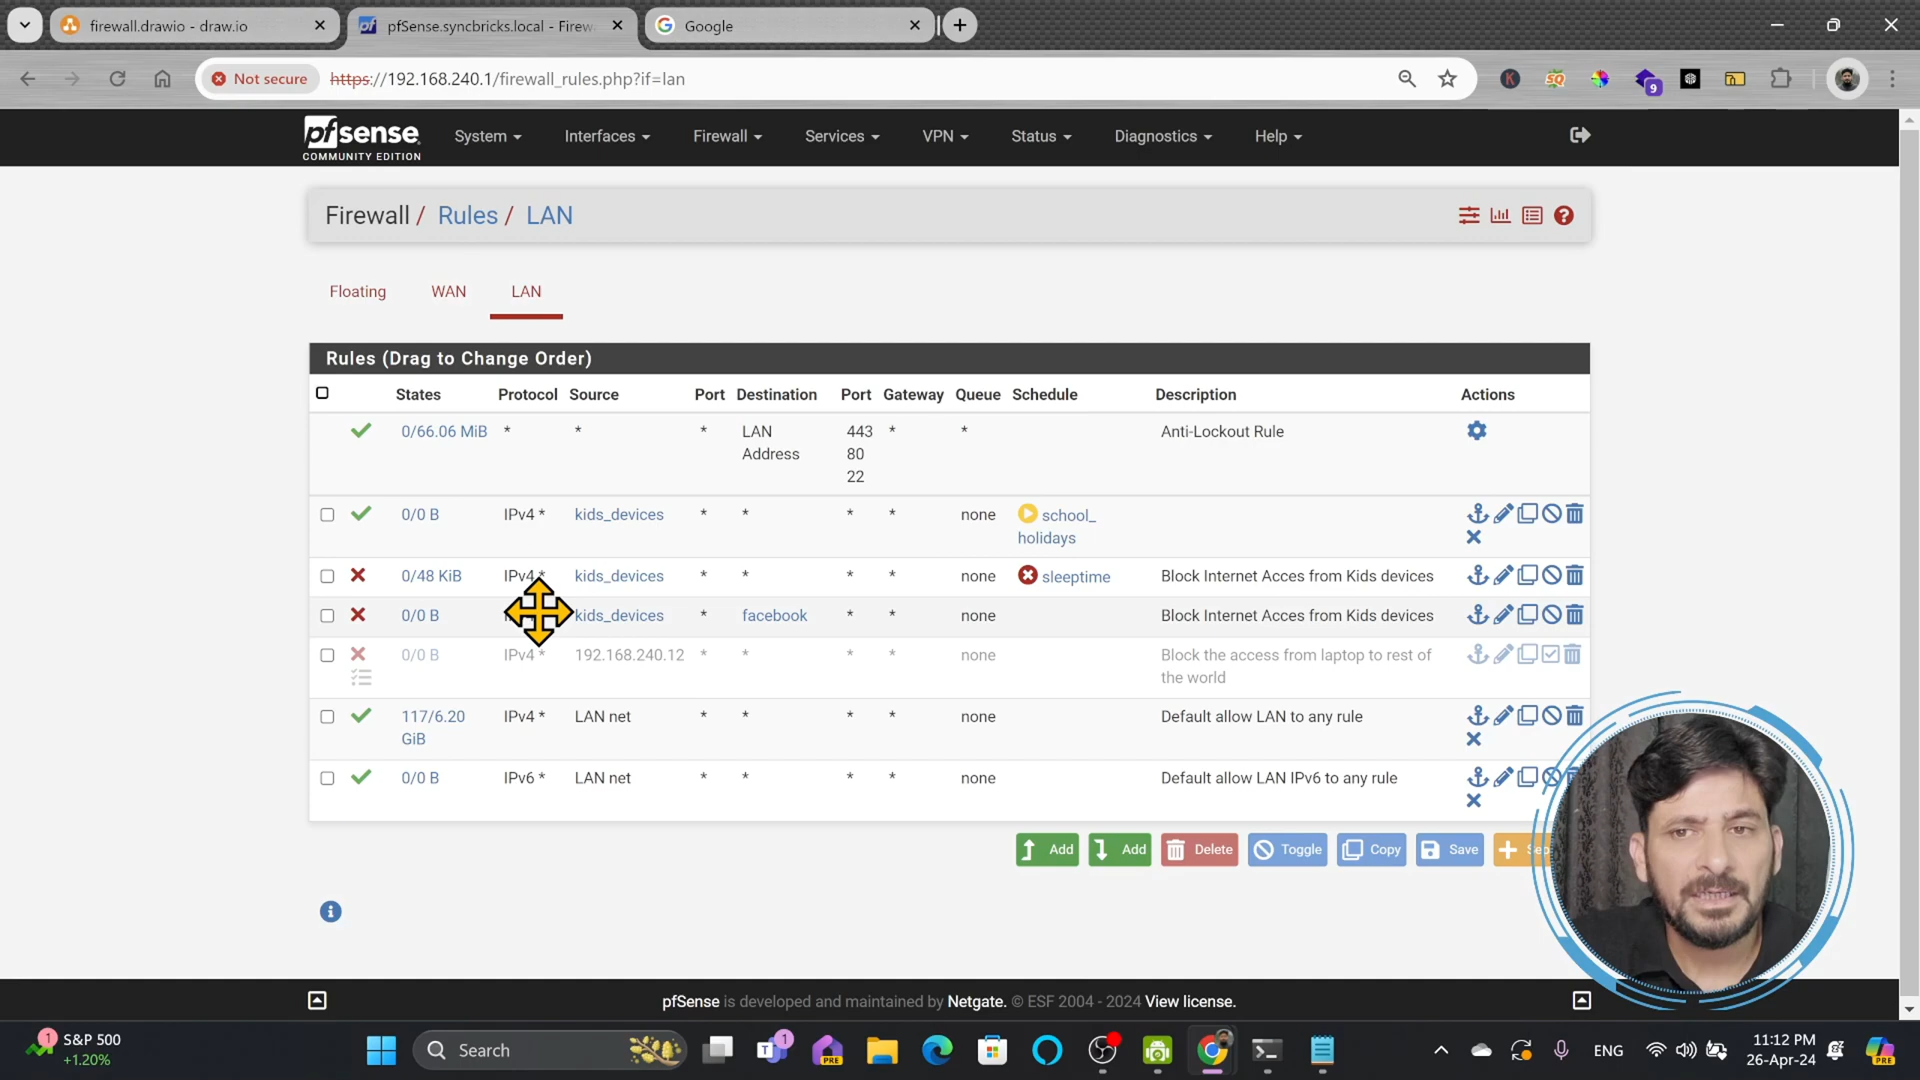 firewall.drawio - draw.io
pfSense.syncbricks.local - Firew
Google
Not secure
https://192.168.240.1/firewall_rules.php?if=lan
9
pfsense
COMMUNITY EDITION
System
Interfaces
Firewall
Services
VPN
Status
Diagnostics
Help
Firewall / Rules / LAN
Floating
WAN
LAN
Rules (Drag to Change Order)
States Protocol Source Port Destination Port Gateway Queue Schedule Description Actions
0/66.06 MiB * * * LAN Address 443 80 22 * * Anti-Lockout Rule
0/0 B IPv4 * kids_devices * * * * none school_
holidays
0/48 KiB IPv4 * kids_devices * * * * none sleeptime Block Internet Acces from Kids devices
0/0 B kids_devices * facebook * * none Block Internet Acces from Kids devices
0/0 B IPv4 * 192.168.240.12 * * * * none Block the access from laptop to rest of
the world
117/6.20 GiB IPv4 * LAN net * * * * none Default allow LAN to any rule
0/0 B IPv6 * LAN net * * * * none Default allow LAN IPv6 to any rule
Add
Add
Delete
Toggle
Copy
Save
pfSense is developed and maintained by Netgate. © ESF 2004 - 2024 View license.
1
S&P 500
+1.20%
Search
1
PRE
ENG
11:12 PM
26-Apr-24
PRE